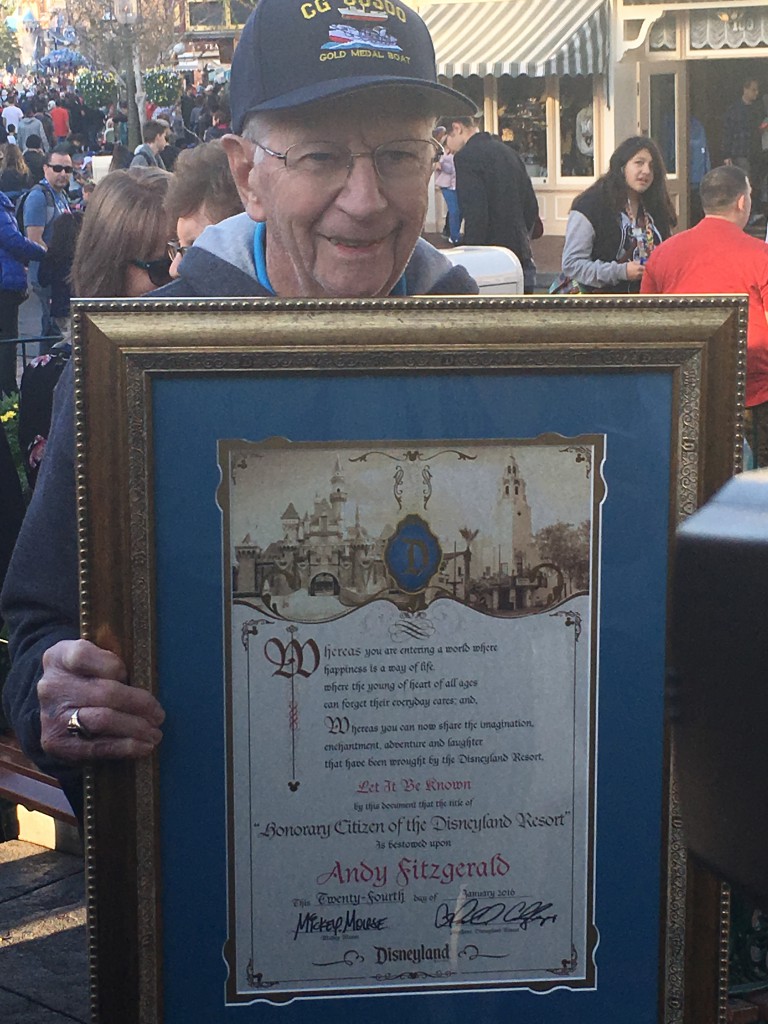 CG 36500
GOLD MEDAL BOAT
D
Whereas you are entering a world where
happiness is a way of life,
where the young of heart of all ages
can forget their everyday cares; and,
Whereas you can now share the imagination,
enchantment, adventure and laughter
that have been wrought by the Disneyland Resort,
Let It Be Known
by this document that the title of
"Honorary Citizen of the Disneyland Resort"
Is bestowed upon
Andy Fitzgerald
This Twenty-Fourth day of January 2016
Mickey Mouse
Mickey Mouse
Disneyland